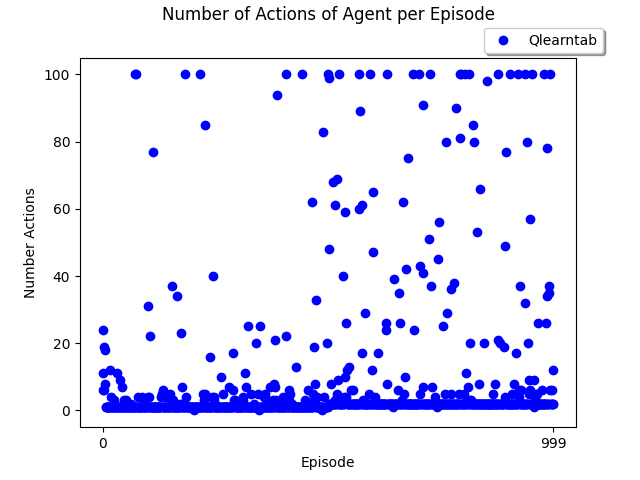 Number of Actions of Agent per Episode
Qlearntab
100
80
60
40
20
0
Number Actions
0
999
Episode